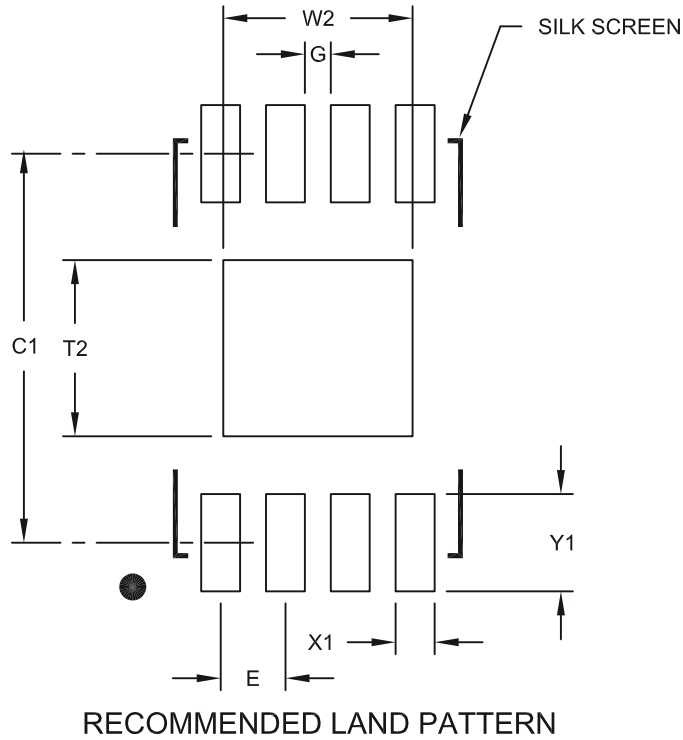 W2
SILK SCREEN
G
C1
T2
Y1
X1
E
RECOMMENDED LAND PATTERN